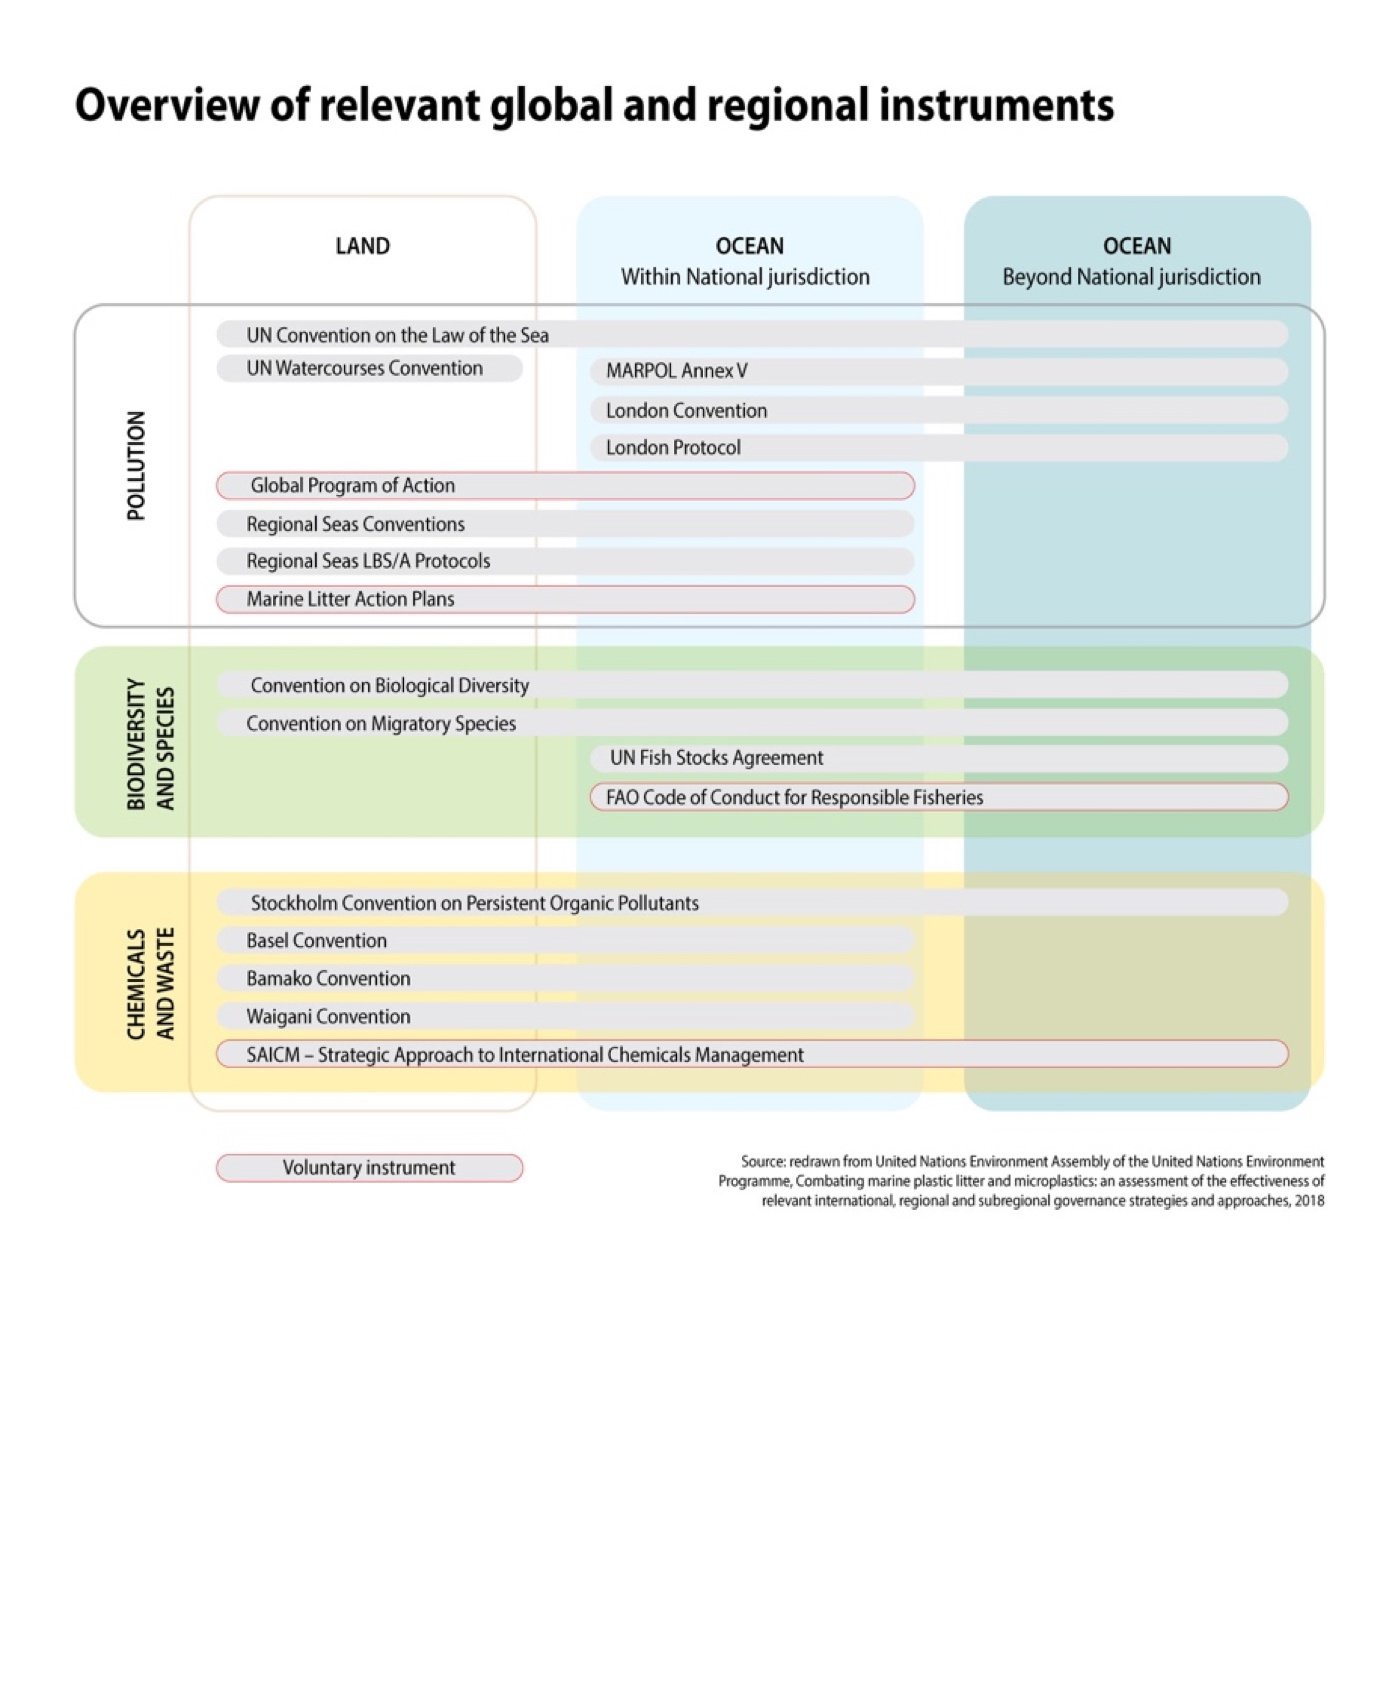 Overview of relevant global and regional instruments
LAND
OCEAN
Within National jurisdiction
OCEAN
Beyond National jurisdiction
POLLUTION
UN Convention on the Law of the Sea
UN Watercourses Convention
MARPOL Annex V
London Convention
London Protocol
Global Program of Action
Regional Seas Conventions
Regional Seas LBS/A Protocols
Marine Litter Action Plans
BIODIVERSITY
AND SPECIES
Convention on Biological Diversity
Convention on Migratory Species
UN Fish Stocks Agreement
FAO Code of Conduct for Responsible Fisheries
CHEMICALS
AND WASTE
Stockholm Convention on Persistent Organic Pollutants
Basel Convention
Bamako Convention
Waigani Convention
SAICM – Strategic Approach to International Chemicals Management
Voluntary instrument
Source: redrawn from United Nations Environment Assembly of the United Nations Environment
Programme, Combating marine plastic litter and microplastics: an assessment of the effectiveness of
relevant international, regional and subregional governance strategies and approaches, 2018